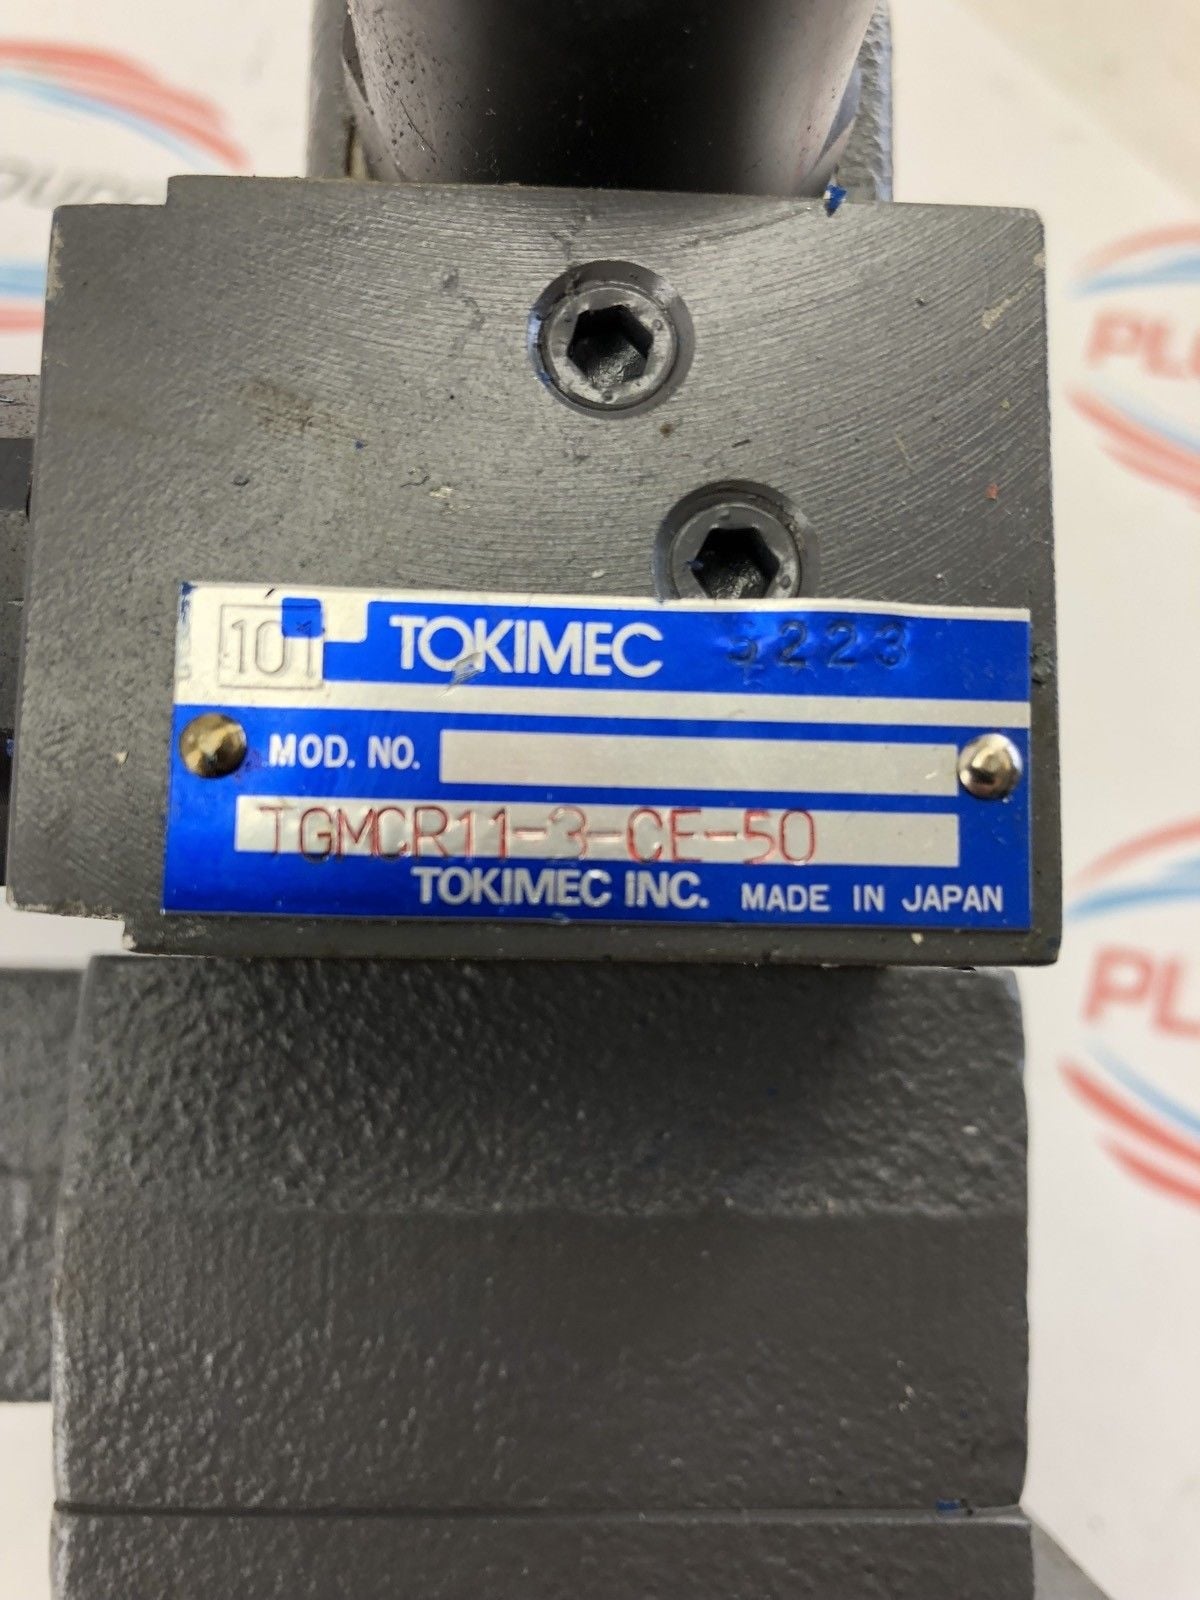 101 TOKIMEC 5223
MOD. NO.
TGMCR11-3-CE-50
TOKIMEC INC. MADE IN JAPAN